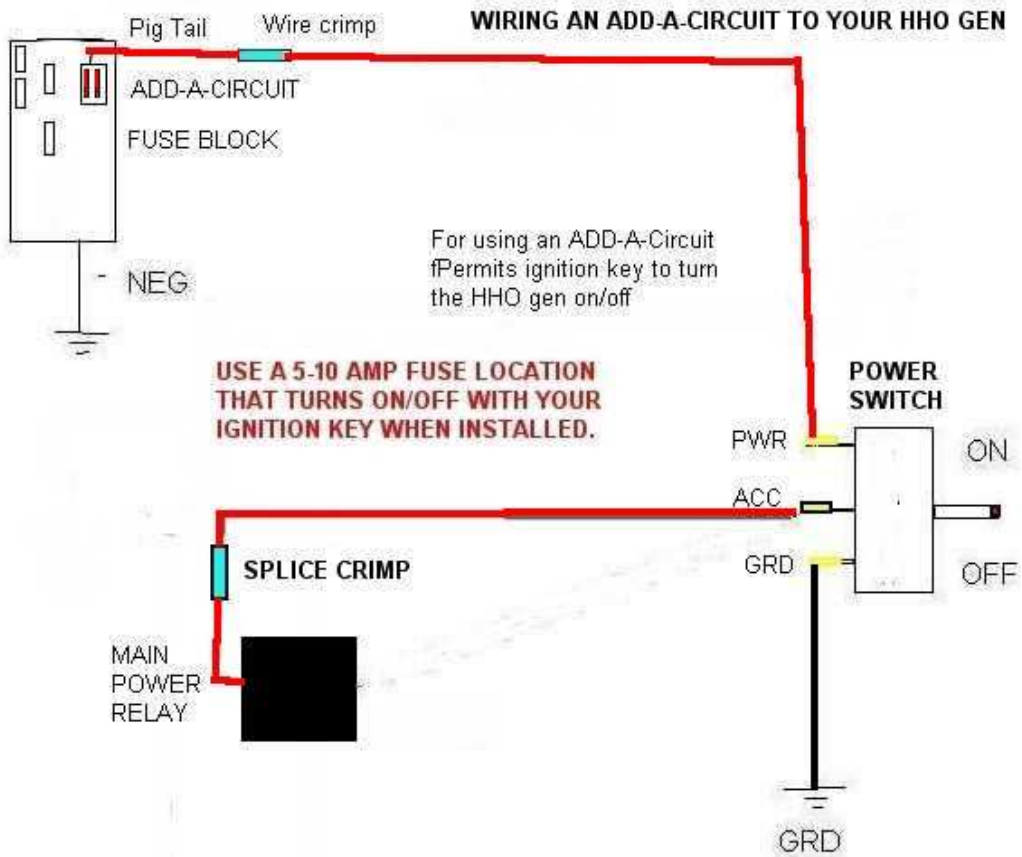 WIRING AN ADD-A-CIRCUIT TO YOUR HHO GEN
Pig Tail
Wire crimp
ADD-A-CIRCUIT
FUSE BLOCK
NEG
For using an ADD-A-Circuit
fPermits ignition key to turn
the HHO gen on/off
USE A 5-10 AMP FUSE LOCATION
THAT TURNS ON/OFF WITH YOUR
IGNITION KEY WHEN INSTALLED.
POWER
SWITCH
PWR
ON
ACC
GRD
OFF
SPLICE CRIMP
MAIN
POWER
RELAY
GRD